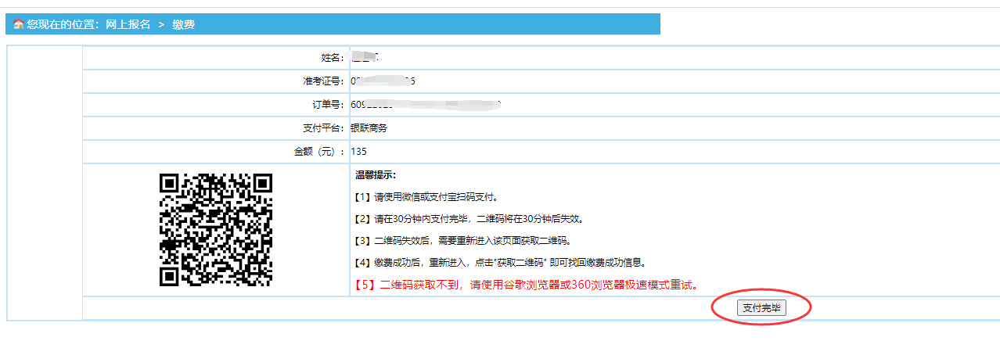 您现在的位置：网上报名 > 缴费
姓名：
准考证号：
订单号：
支付平台：银联商务
金额（元）：135
温馨提示：
【1】请使用微信或支付宝扫码支付。
【2】请在30分钟内支付完毕，二维码将在30分钟后失效。
【3】二维码失效后，需要重新进入该页面获取二维码。
【4】缴费成功后，重新进入，点击"获取二维码" 即可找回缴费成功信息。
【5】二维码获取不到，请使用谷歌浏览器或360浏览器极速模式重试。
支付完毕